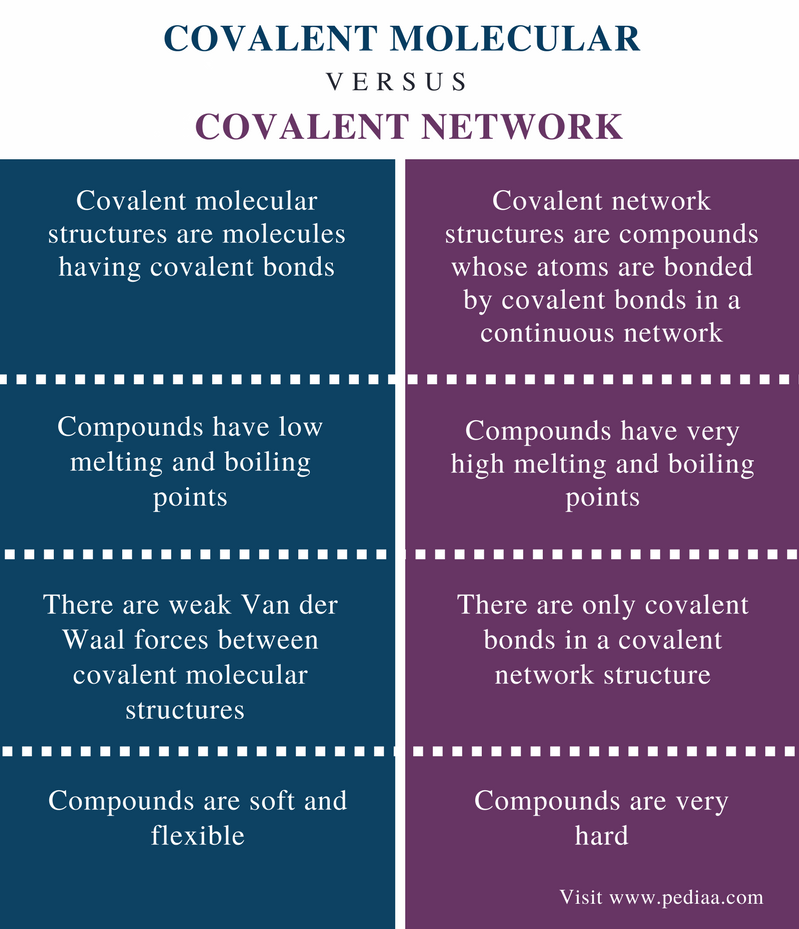 COVALENT MOLECULAR
VERSUS
COVALENT NETWORK
Covalent molecular
structures are molecules
having covalent bonds
Covalent network
structures are compounds
whose atoms are bonded
by covalent bonds in a
continuous network
Compounds have low
melting and boiling
points
Compounds have very
high melting and boiling
points
There are weak Van der
Waal forces between
covalent molecular
structures
There are only covalent
bonds in a covalent
network structure
Compounds are soft and
flexible
Compounds are very
hard
Visit www.pediaa.com